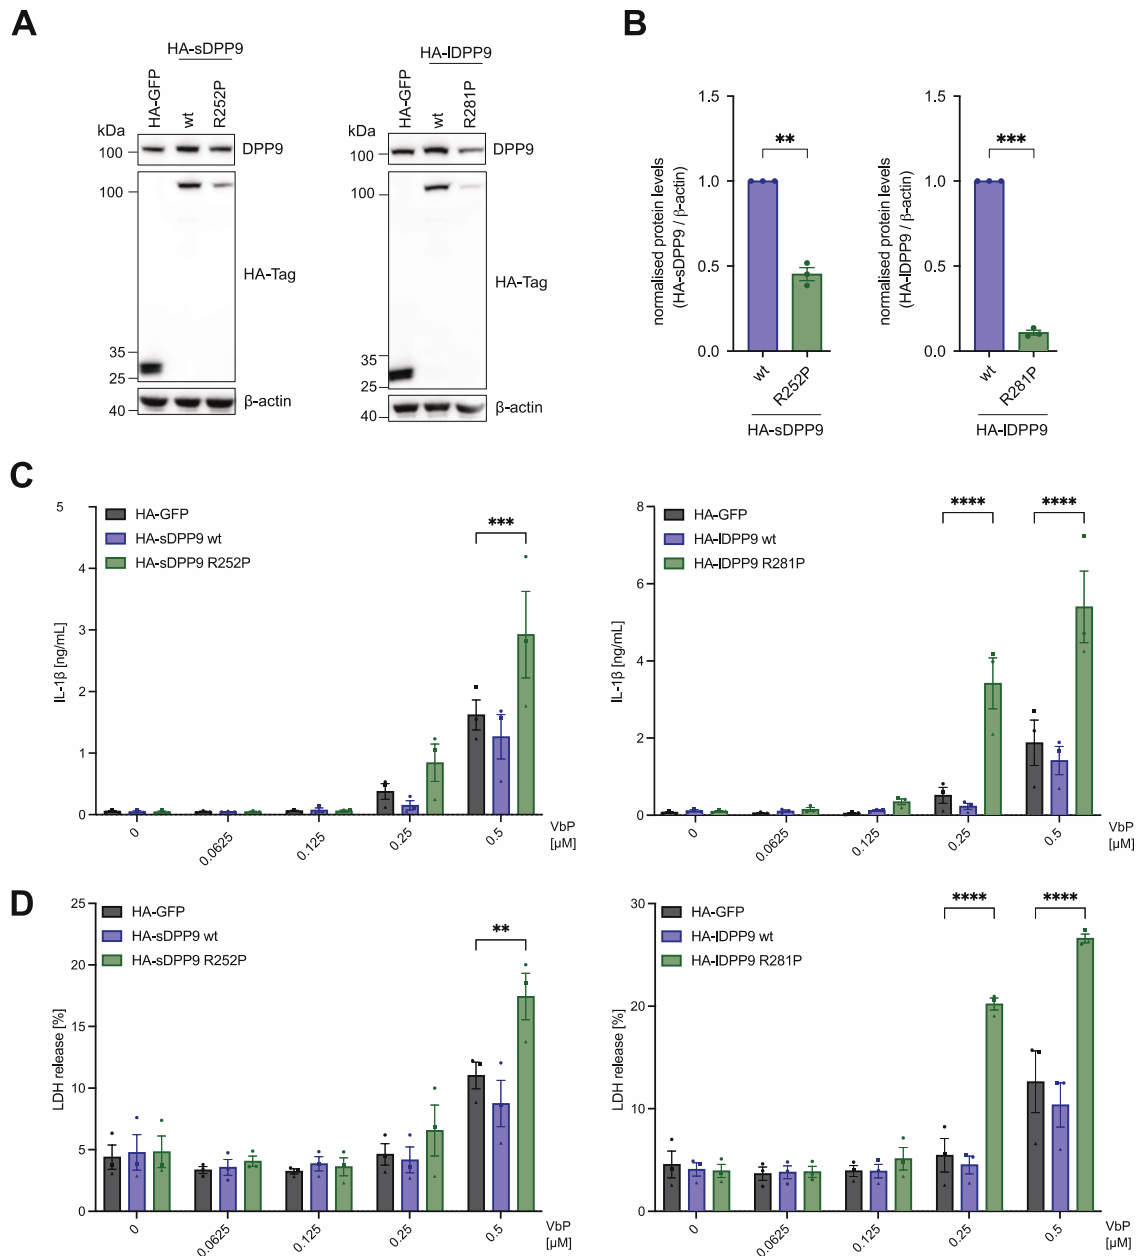 A
HA-sDPP9
HA-GFP
wt
R252P
kDa
100
DPP9
100
HA-Tag
35
25
40
β-actin
HA-lDPP9
HA-GFP
wt
R281P
kDa
100
DPP9
100
HA-Tag
35
25
40
β-actin
B
normalised protein levels
(HA-sDPP9 / β-actin)
1.5
1.0
0.5
0.0
**
wt
R252P
HA-sDPP9
normalised protein levels
(HA-lDPP9 / β-actin)
1.5
1.0
0.5
0.0
***
wt
R281P
HA-lDPP9
C
IL-1β [ng/mL]
5
4
3
2
1
0
HA-GFP
HA-sDPP9 wt
HA-sDPP9 R252P
***
0
0.0625
0.125
0.25
0.5
VbP
[µM]
IL-1β [ng/mL]
8
6
4
2
0
HA-GFP
HA-lDPP9 wt
HA-lDPP9 R281P
****
****
0
0.0625
0.125
0.25
0.5
VbP
[µM]
D
LDH release [%]
25
20
15
10
5
0
HA-GFP
HA-sDPP9 wt
HA-sDPP9 R252P
**
0
0.0625
0.125
0.25
0.5
VbP
[µM]
LDH release [%]
30
20
10
0
HA-GFP
HA-lDPP9 wt
HA-lDPP9 R281P
****
****
0
0.0625
0.125
0.25
0.5
VbP
[µM]